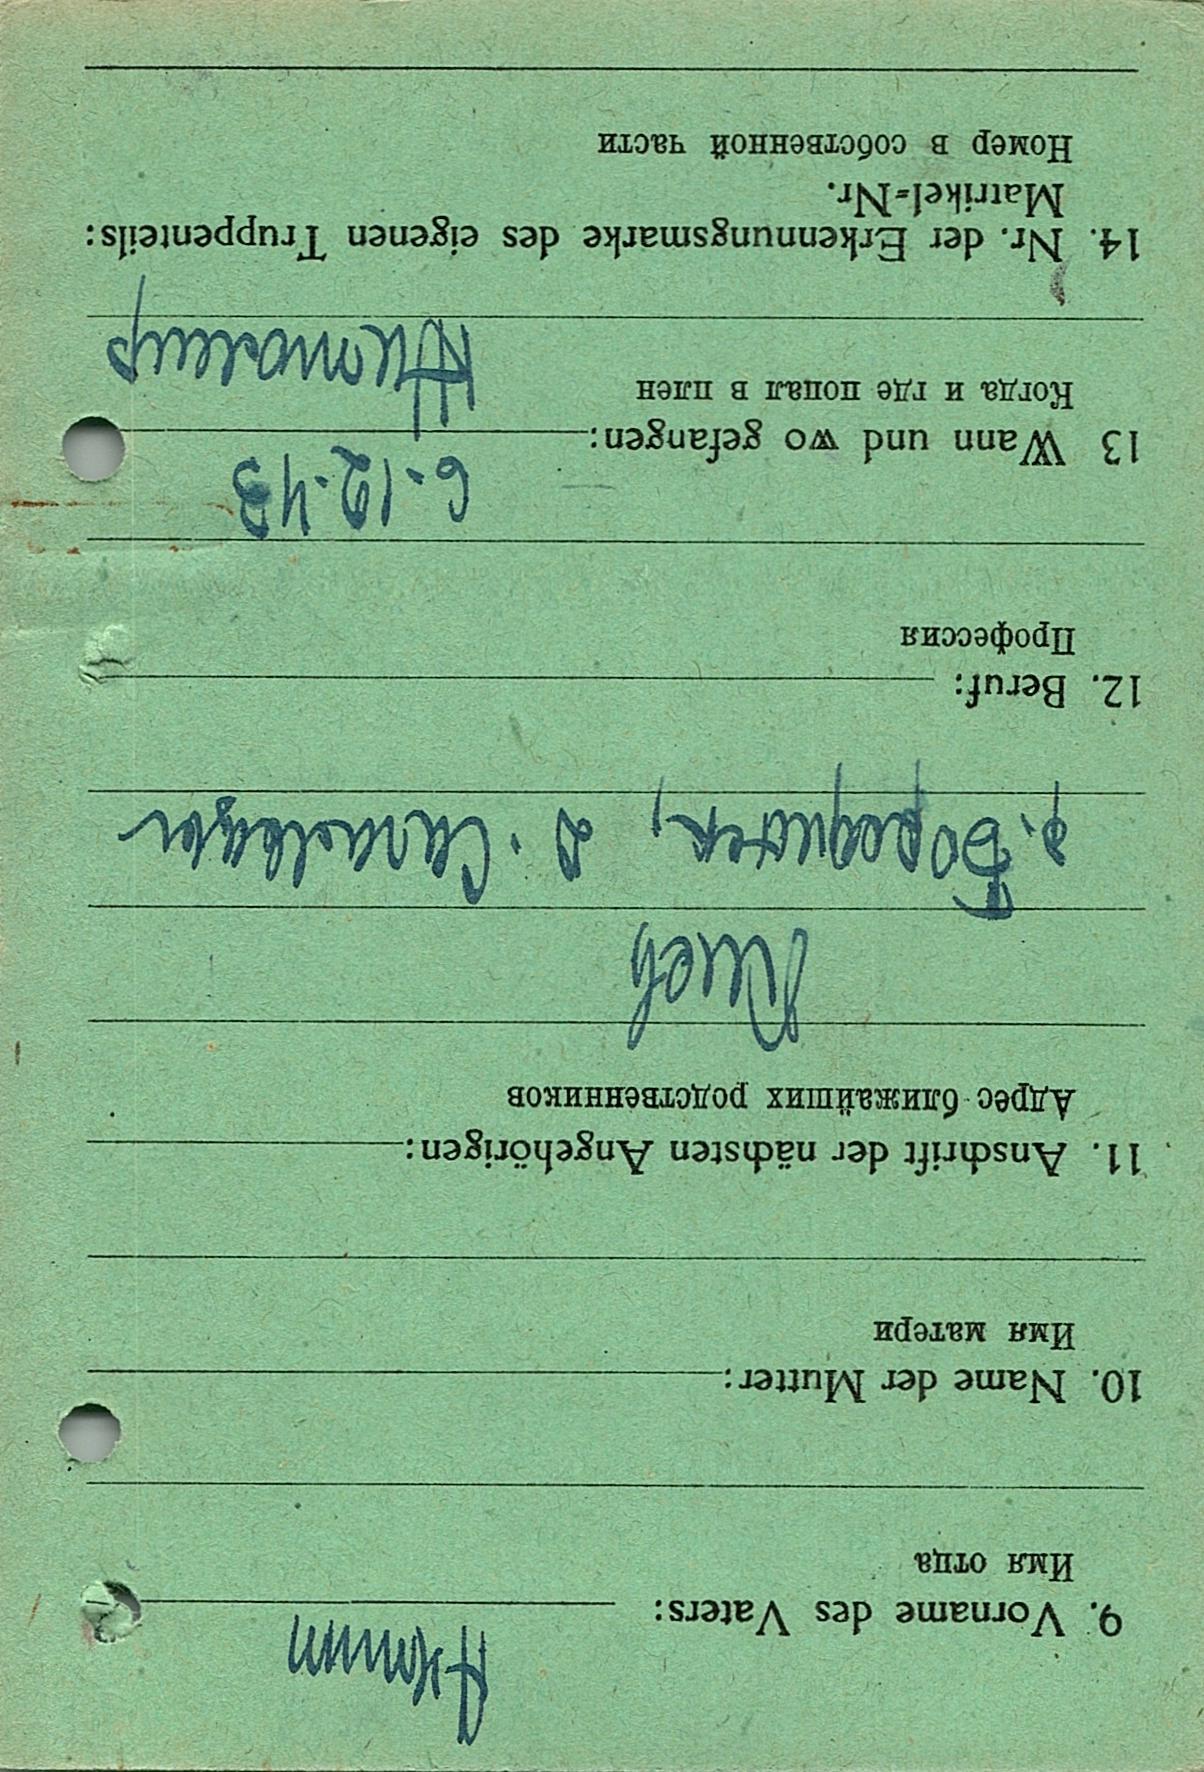 9. Vorname des Vaters:
Имя отца
10. Name der Mutter:
Имя матери
11. Anschrift der nächsten Angehörigen:
Адрес ближайших родственников
Киев
12. Beruf:
Профессия
6.12.43
13 Wann und wo gefangen:
Когда и где попал в плен
Житомир
14. Nr. der Erkennungsmarke des eigenen Truppenteils:
Matrikel=Nr.
Номер в собственной части